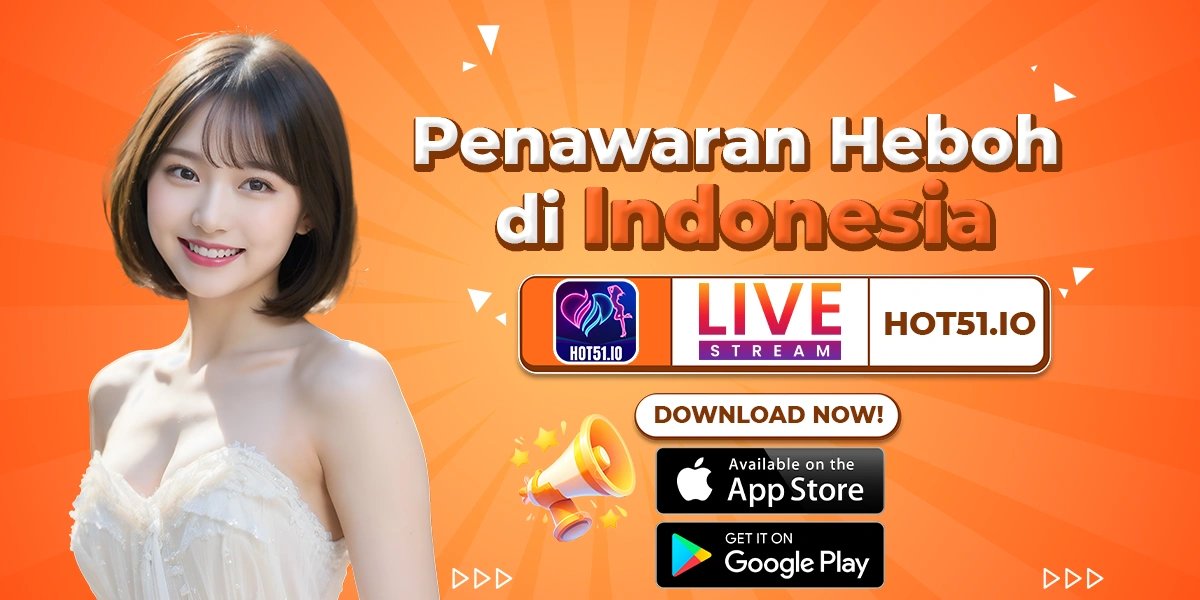 Penawaran Heboh
di Indonesia
HOT51.IO
LIVE
STREAM
HOT51.IO
DOWNLOAD NOW!
Available on the
App Store
GET IT ON
Google Play